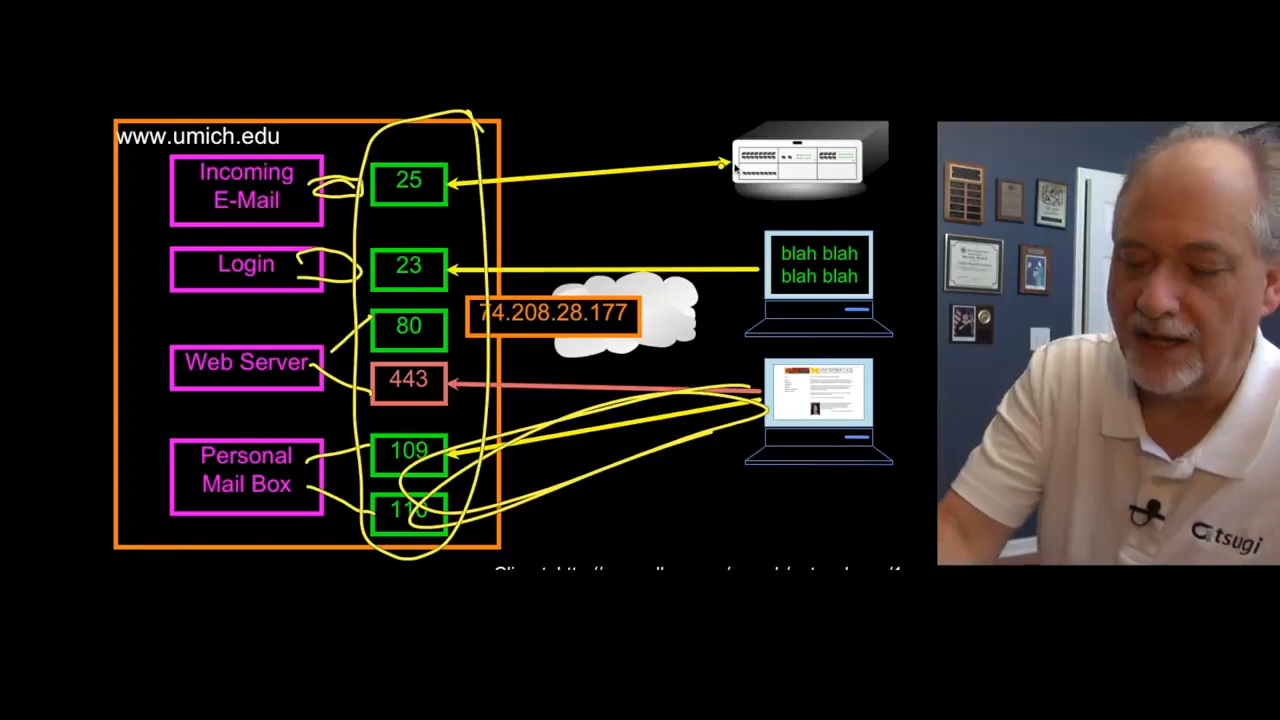 www.umich.edu
Incoming
E-Mail
25
Login
23
80
Web Server
443
Personal
Mail Box
109
110
74.208.28.177
blah blah
blah blah
tsugi